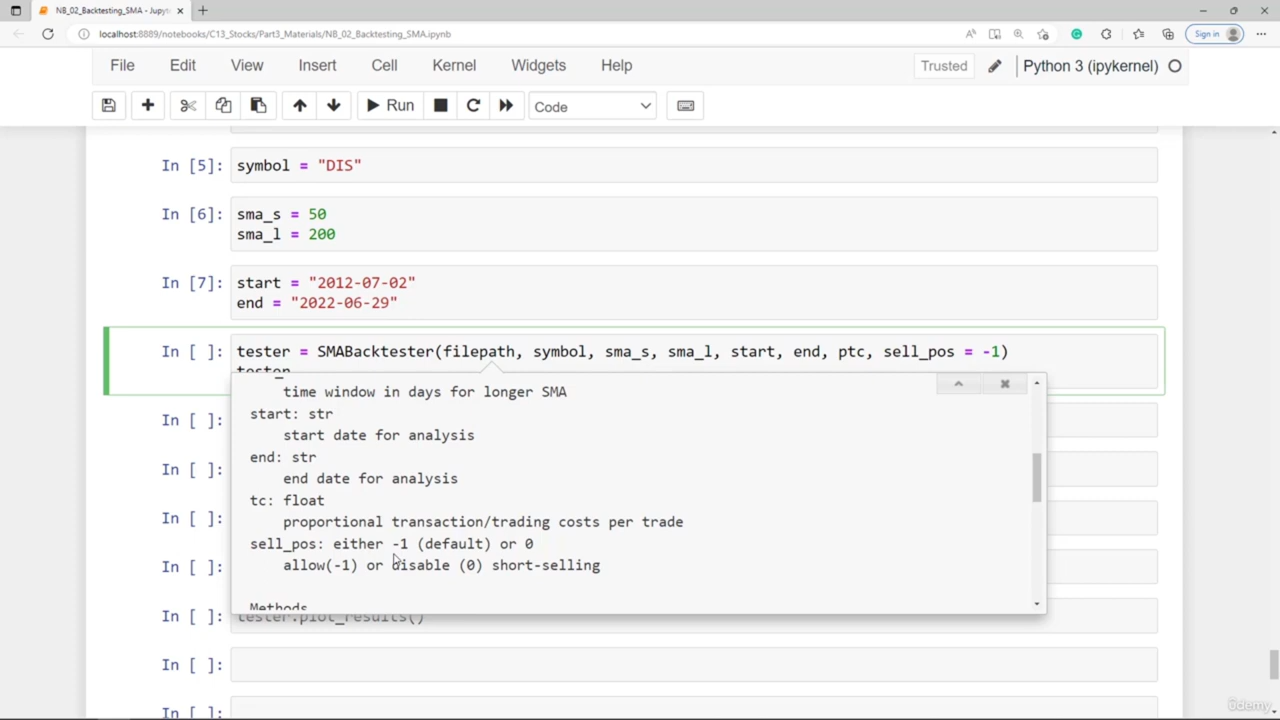 NB_02_Backtesting_SMA - Jupyt
localhost:8889/notebooks/C13_Stocks/Part3_Materials/NB_02_Backtesting_SMA.ipynb
Sign in
File Edit View Insert Cell Kernel Widgets Help
Trusted
Python 3 (ipykernel)
Run
Code
In [5]: symbol = "DIS"
In [6]: sma_s = 50
sma_l = 200
In [7]: start = "2012-07-02"
end = "2022-06-29"
In [ ]: tester = SMABacktester(filepath, symbol, sma_s, sma_l, start, end, ptc, sell_pos = -1)
tester
time window in days for longer SMA
start: str
In [ ]:
start date for analysis
end: str
In [ ]:
end date for analysis
tc: float
In [ ]:
proportional transaction/trading costs per trade
sell_pos: either -1 (default) or 0
In [ ]:
allow(-1) or disable (0) short-selling
Methods
In [ ]: tester.plot_results()
In [ ]:
In [ ]:
ûdemy